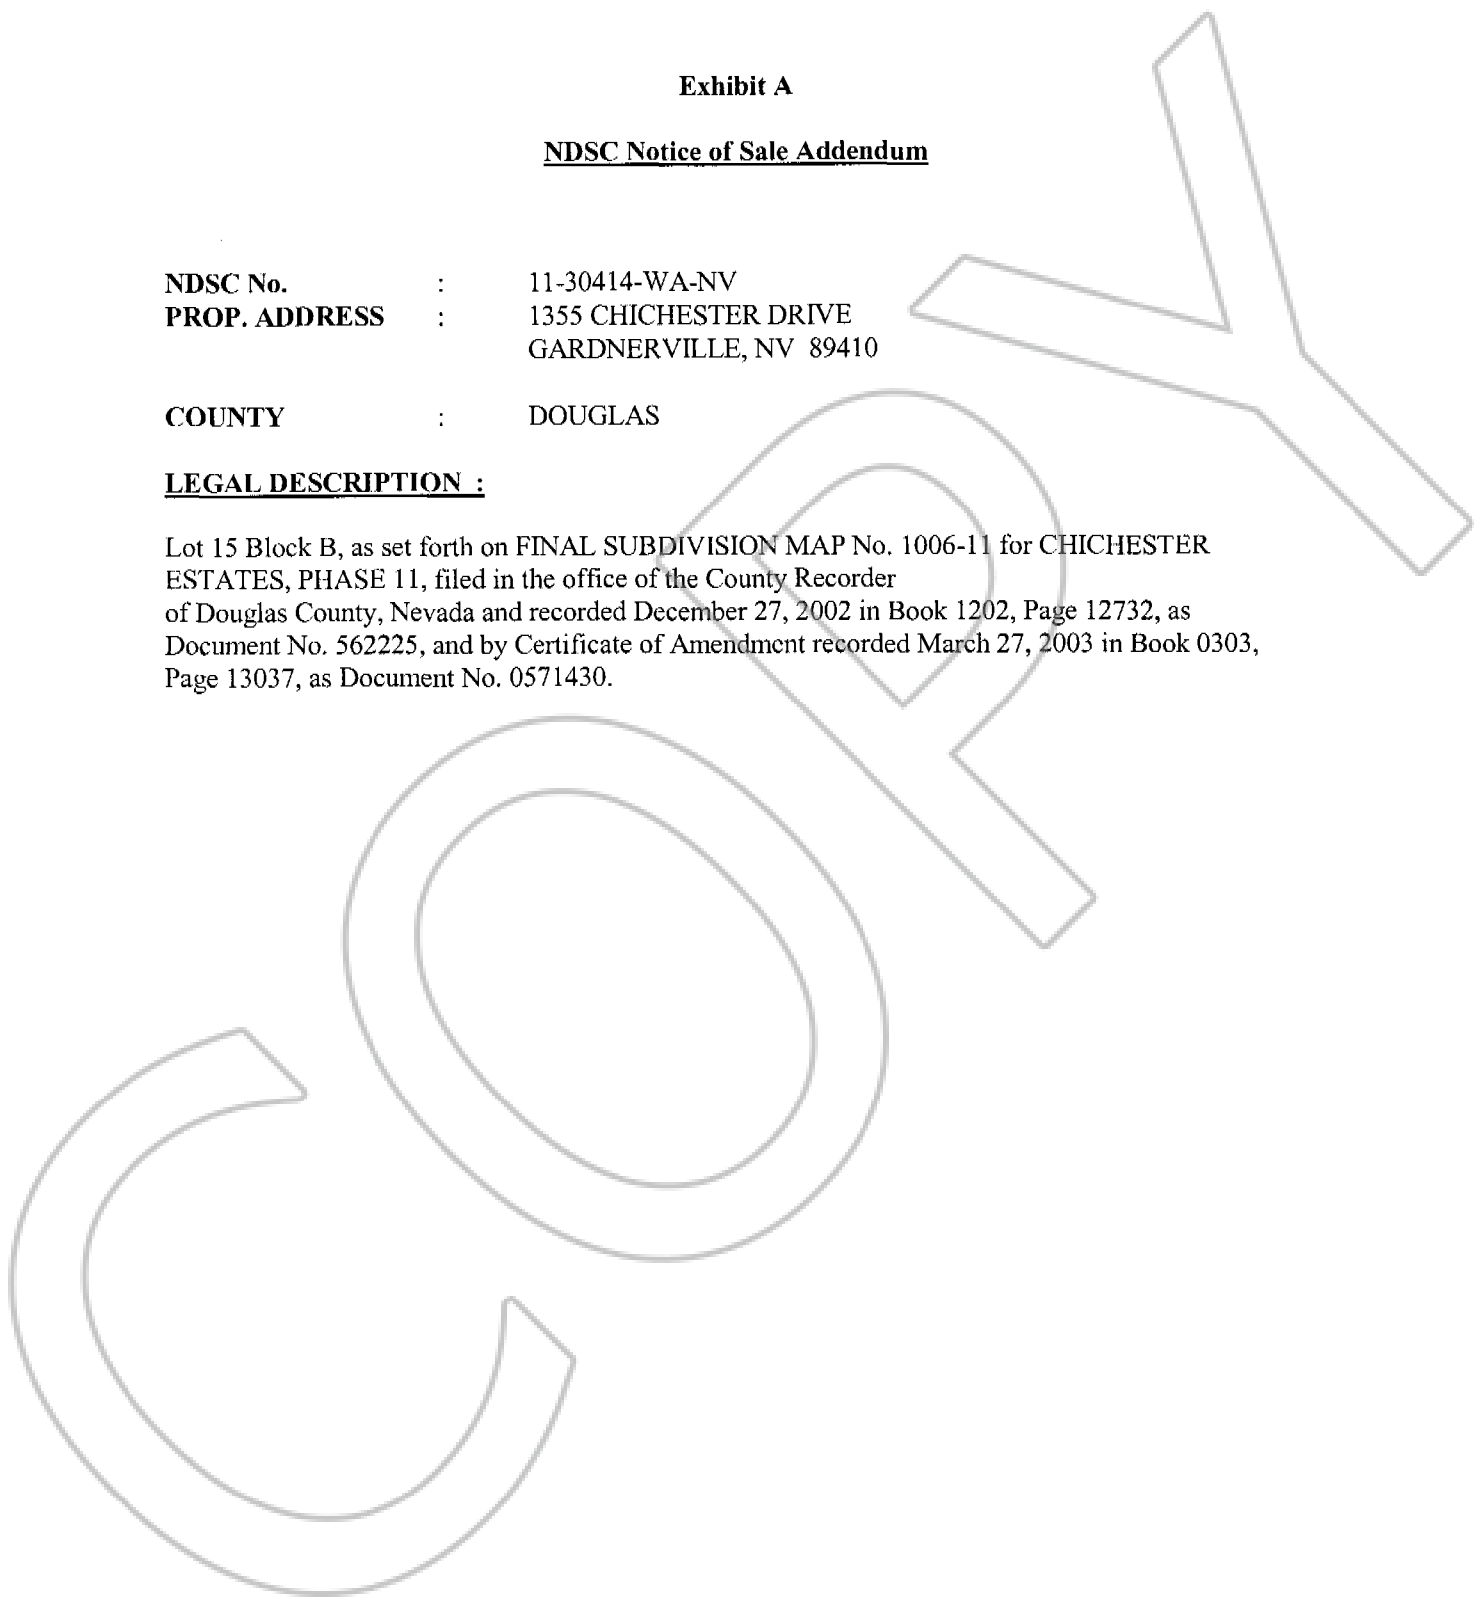 Exhibit A
NDSC Notice of Sale Addendum
NDSC No. : 11-30414-WA-NV
PROP. ADDRESS : 1355 CHICHESTER DRIVE
GARDNERVILLE, NV 89410
COUNTY : DOUGLAS
LEGAL DESCRIPTION :
Lot 15 Block B, as set forth on FINAL SUBDIVISION MAP No. 1006-11 for CHICHESTER
ESTATES, PHASE 11, filed in the office of the County Recorder
of Douglas County, Nevada and recorded December 27, 2002 in Book 1202, Page 12732, as
Document No. 562225, and by Certificate of Amendment recorded March 27, 2003 in Book 0303,
Page 13037, as Document No. 0571430.
COPY